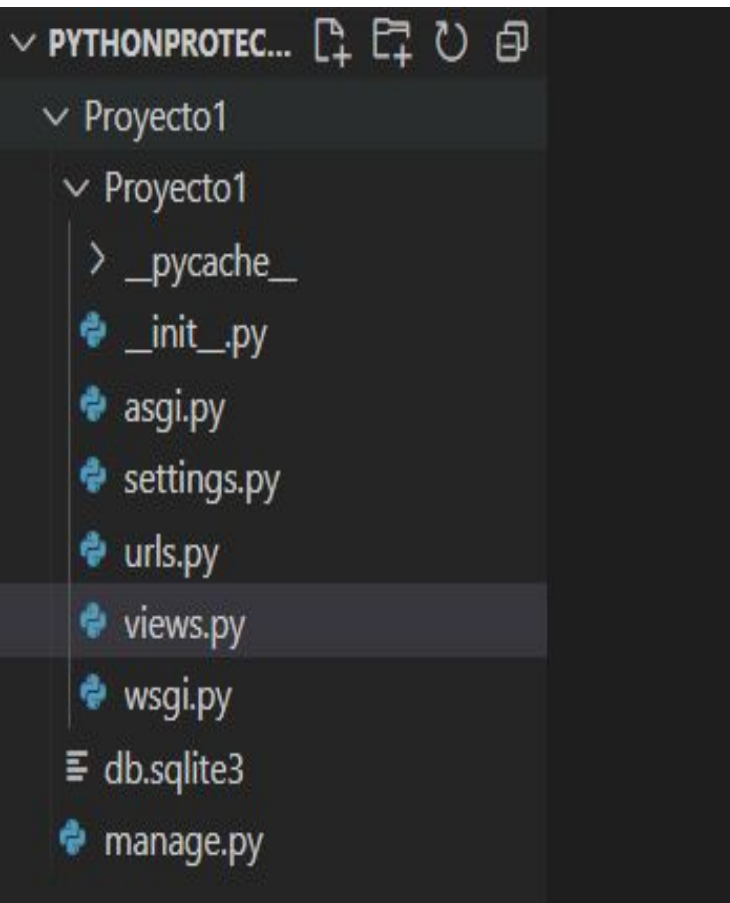 PYTHONPROTEC...
Proyecto1
Proyecto1
__pycache__
__init__.py
asgi.py
settings.py
urls.py
views.py
wsgi.py
db.sqlite3
manage.py